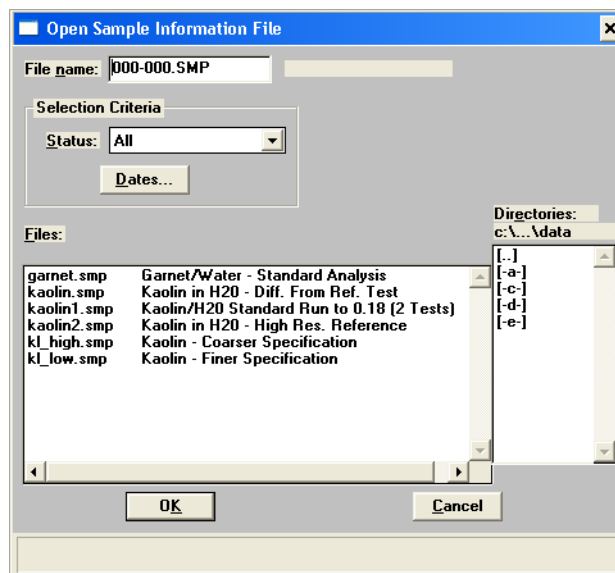 Open Sample Information File
File name: 000-000.SMP
Selection Criteria
Status: All
Dates...
Directories:
c:\...\data
Files:
[..]
[-a-]
[-c-]
[-d-]
[-e-]
garnet.smp Garnet/Water - Standard Analysis
kaolin.smp Kaolin in H20 - Diff. From Ref. Test
kaolin1.smp Kaolin/H20 Standard Run to 0.18 (2 Tests)
kaolin2.smp Kaolin in H20 - High Res. Reference
kl_high.smp Kaolin - Coarser Specification
kl_low.smp Kaolin - Finer Specification
OK
Cancel